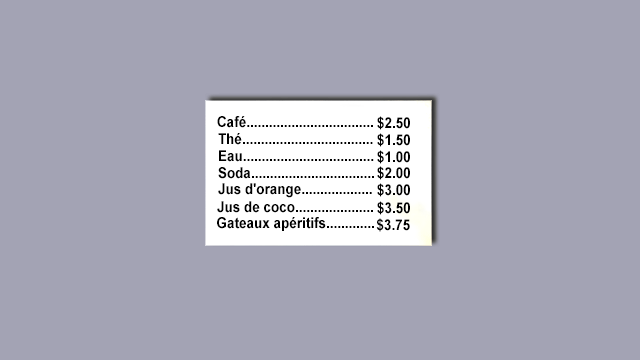 Café.................................. $2.50
Thé................................... $1.50
Eau................................... $1.00
Soda.................................$2.00
Jus d'orange................... $3.00
Jus de coco..................... $3.50
Gateaux apéritifs.............$3.75